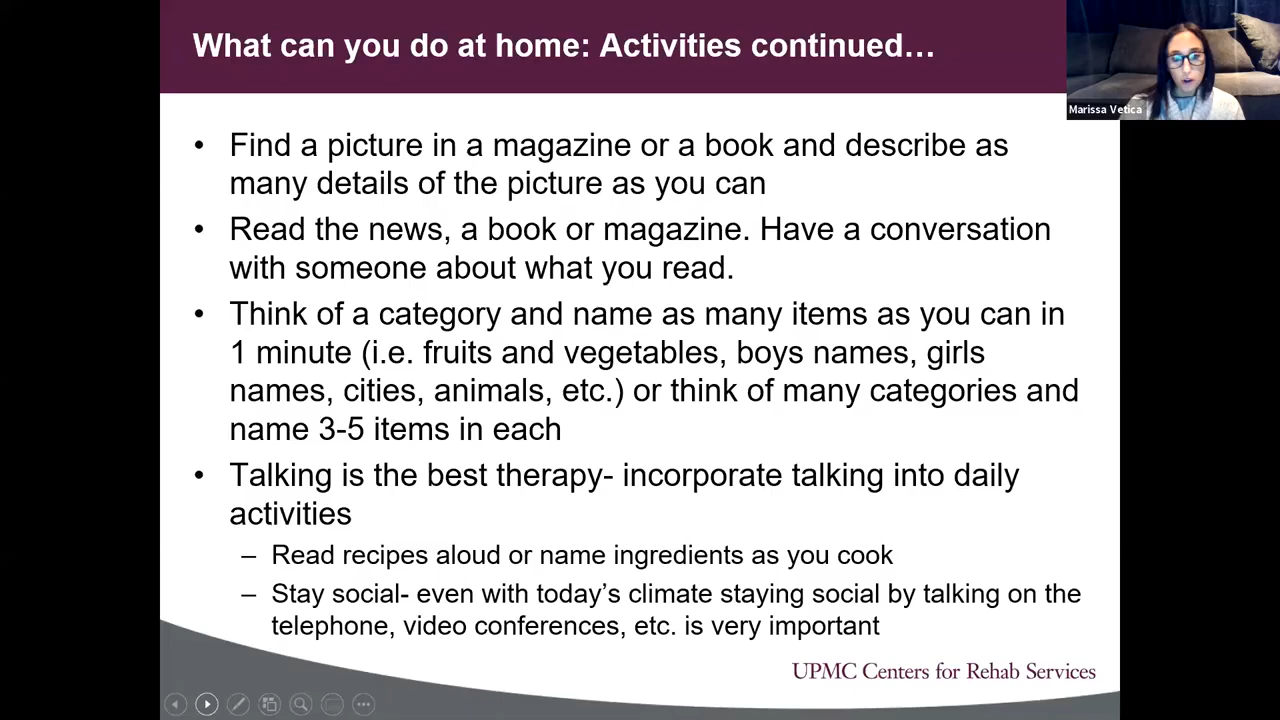 What can you do at home: Activities continued…
Marissa Vetica
• Find a picture in a magazine or a book and describe as
many details of the picture as you can
• Read the news, a book or magazine. Have a conversation
with someone about what you read.
• Think of a category and name as many items as you can in
1 minute (i.e. fruits and vegetables, boys names, girls
names, cities, animals, etc.) or think of many categories and
name 3-5 items in each
• Talking is the best therapy- incorporate talking into daily
activities
– Read recipes aloud or name ingredients as you cook
– Stay social- even with today’s climate staying social by talking on the
telephone, video conferences, etc. is very important
UPMC Centers for Rehab Services